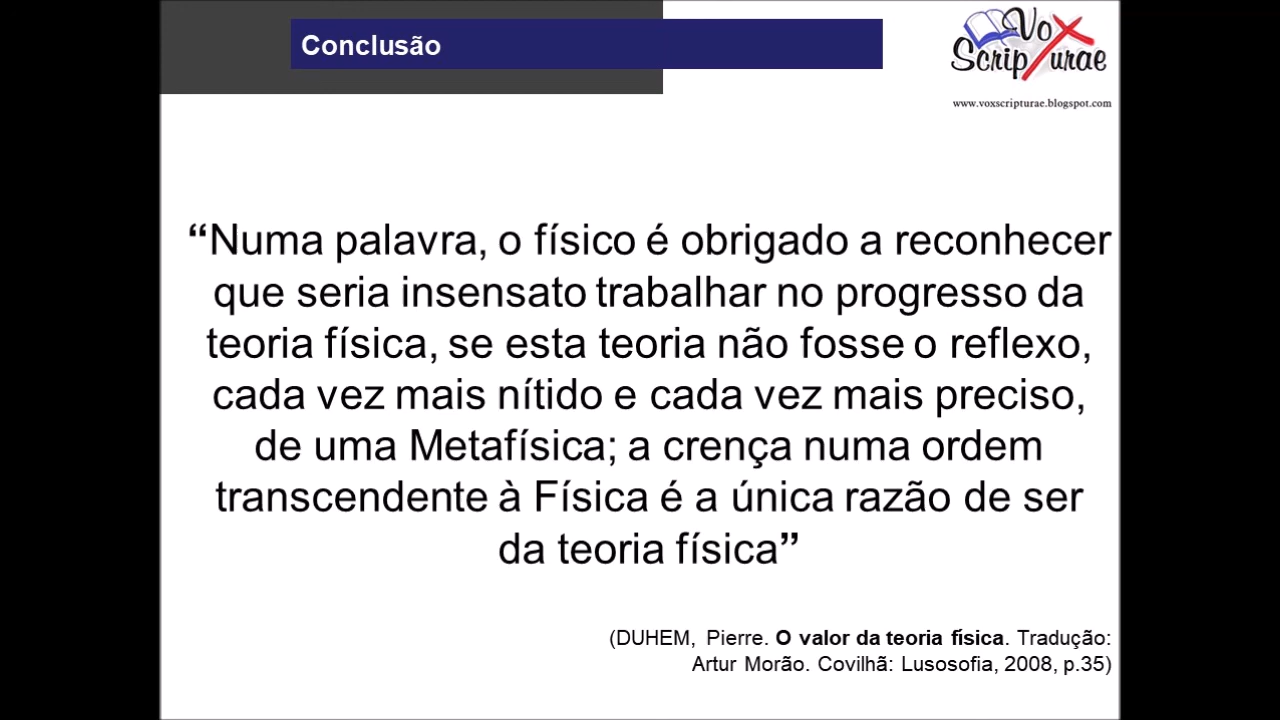 Conclusão
Vox
Scripturae
www.voxscripturae.blogspot.com
“Numa palavra, o físico é obrigado a reconhecer
que seria insensato trabalhar no progresso da
teoria física, se esta teoria não fosse o reflexo,
cada vez mais nítido e cada vez mais preciso,
de uma Metafísica; a crença numa ordem
transcendente à Física é a única razão de ser
da teoria física”
(DUHEM, Pierre. O valor da teoria física. Tradução:
Artur Morão. Covilhã: Lusosofia, 2008, p.35)